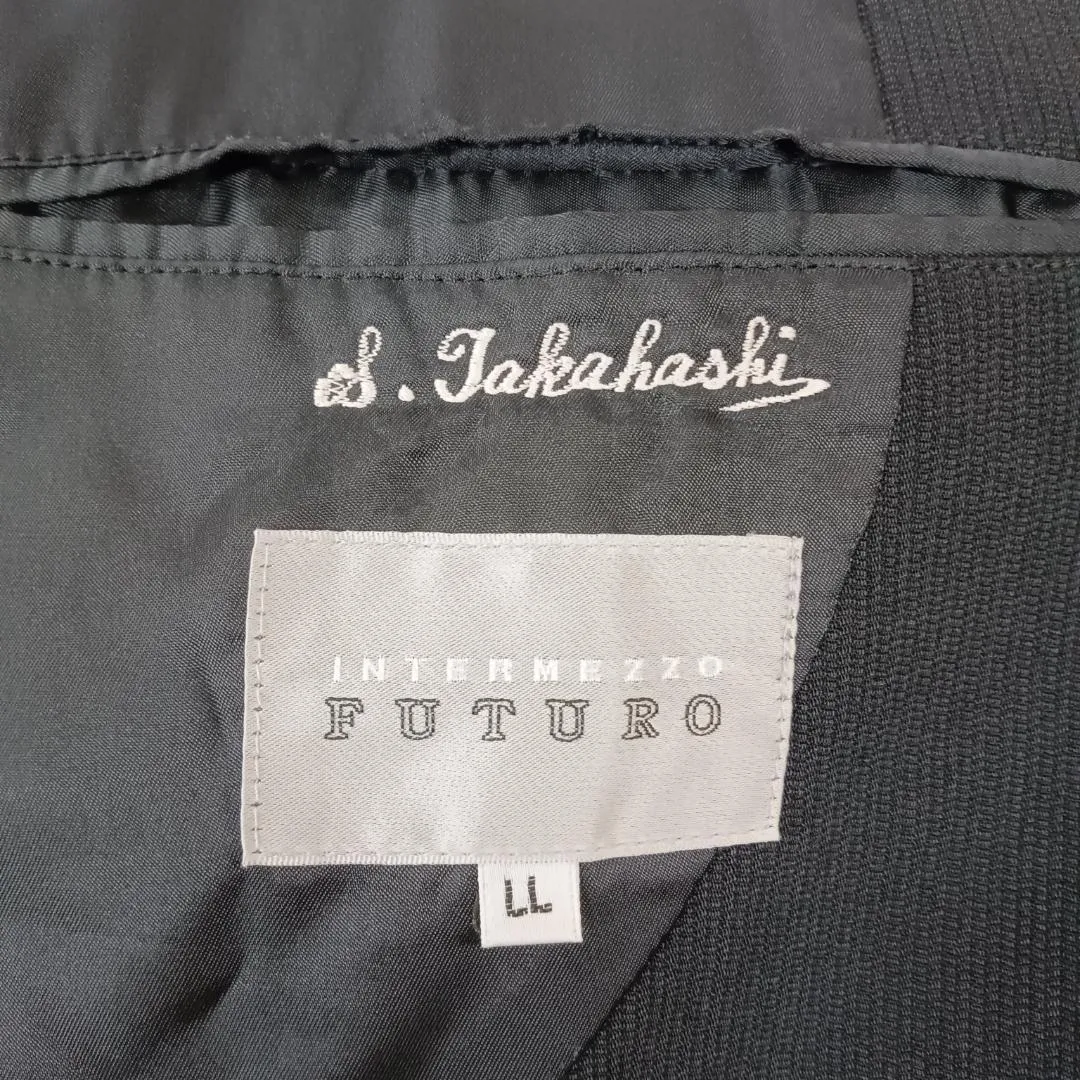 S. Takahashi
INTERMEZZO
FUTURO
LL